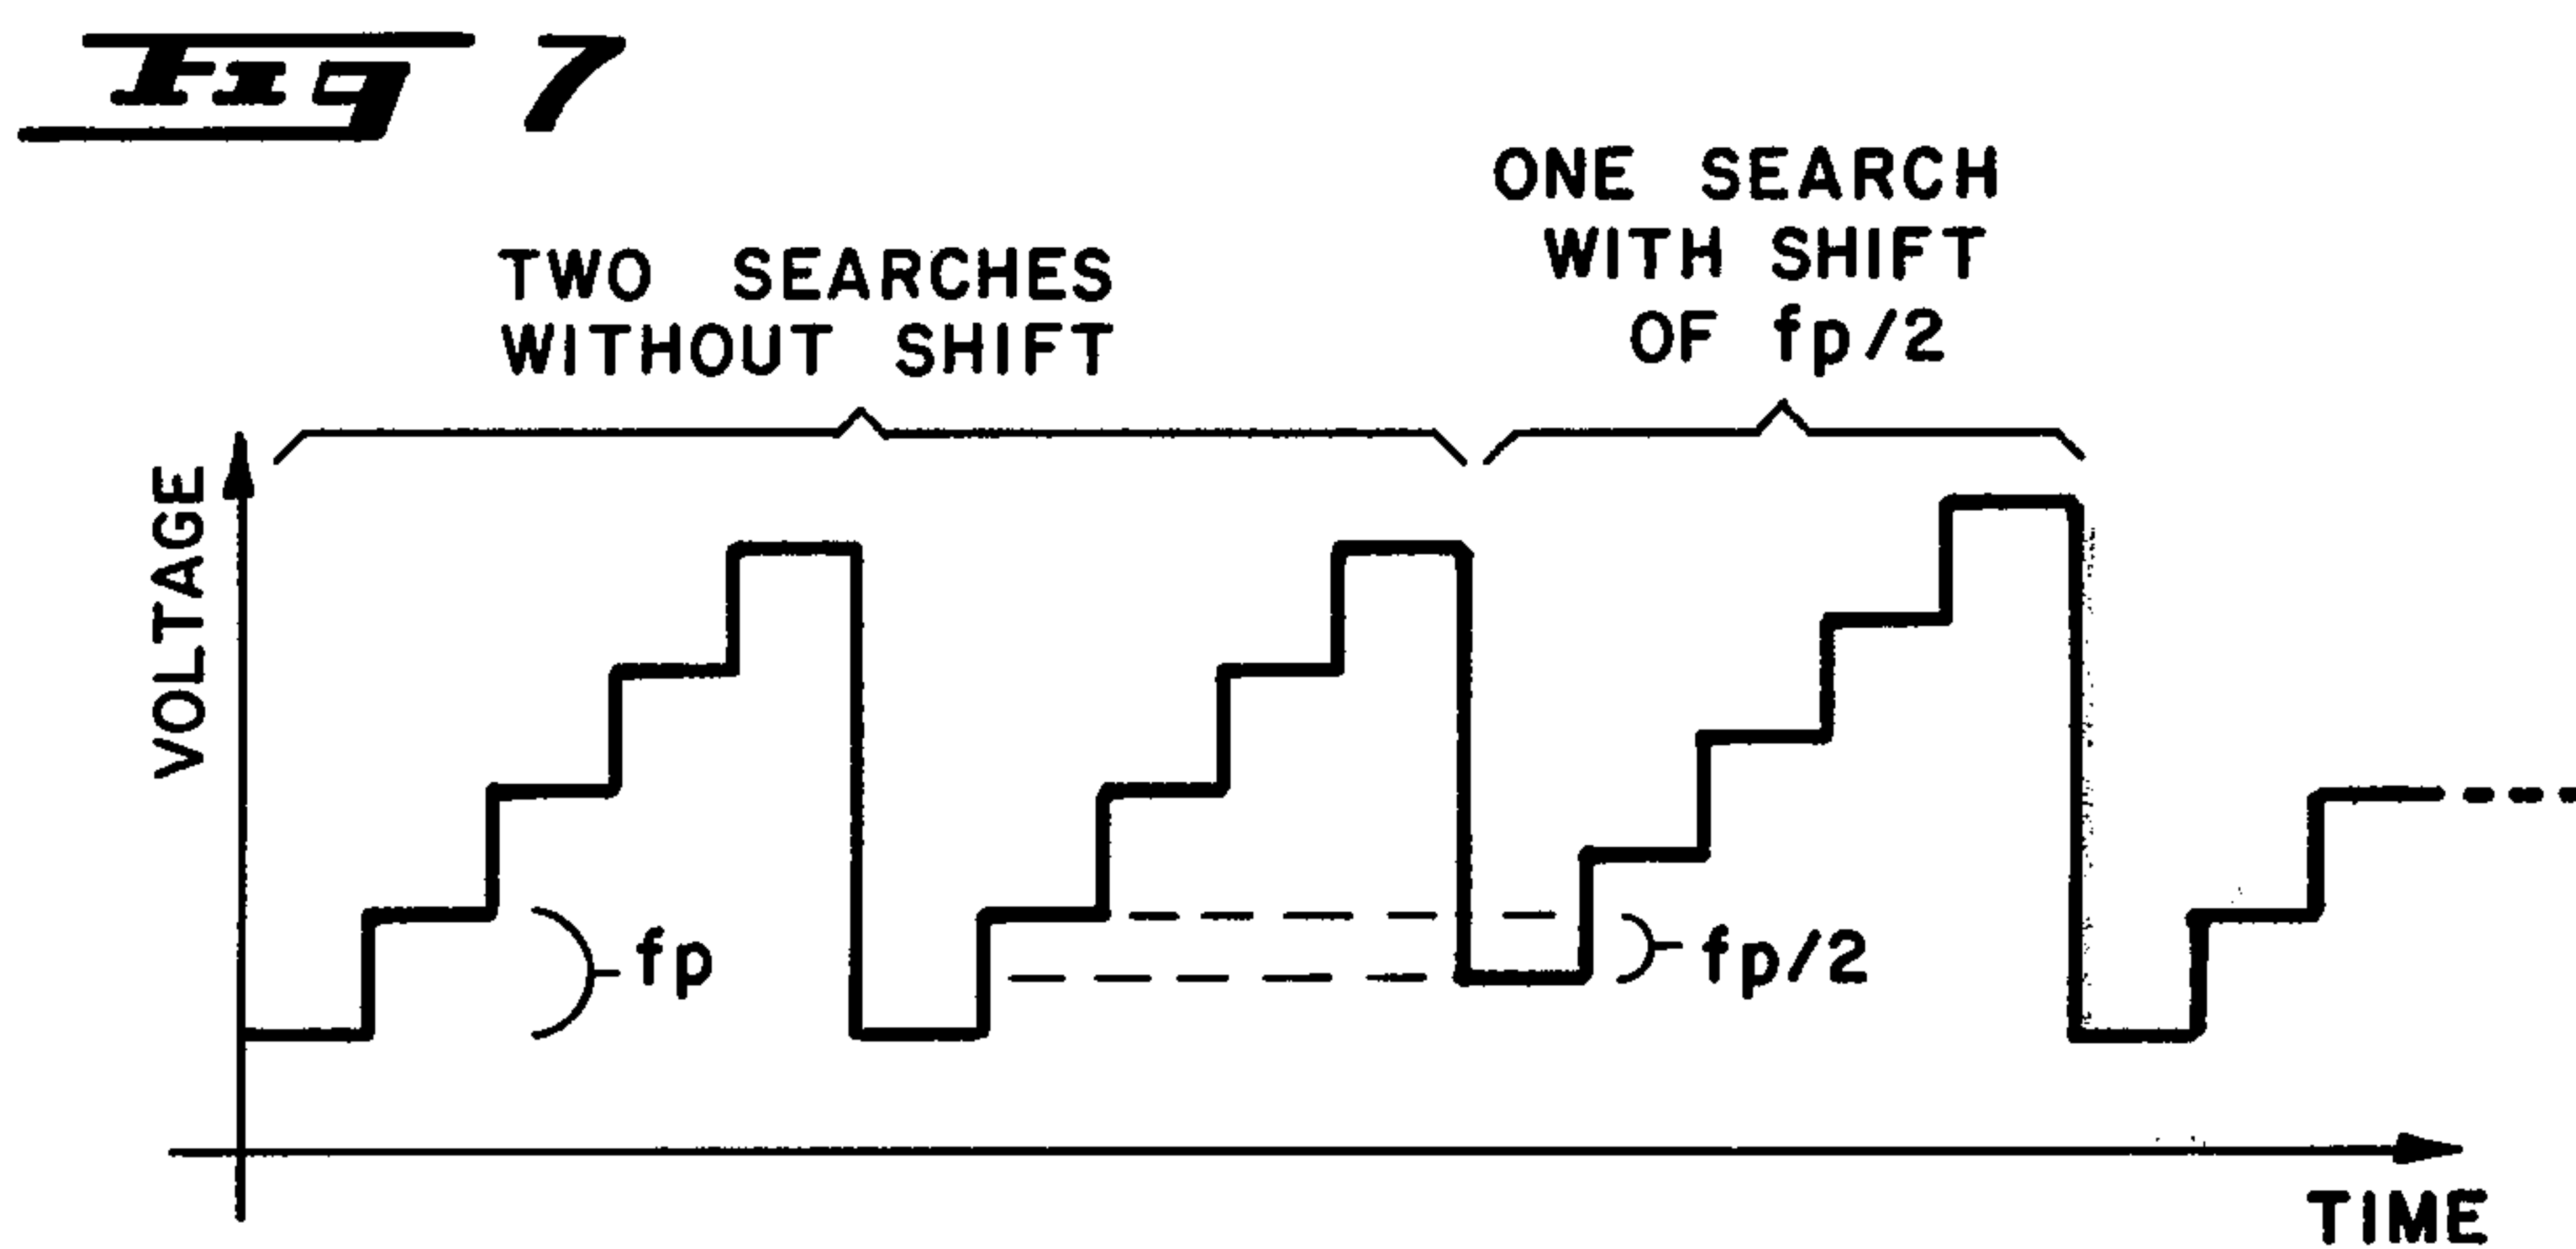 Fig 7
TWO SEARCHES
WITHOUT SHIFT
ONE SEARCH
WITH SHIFT
OF fp/2
VOLTAGE
fp
fp/2
TIME